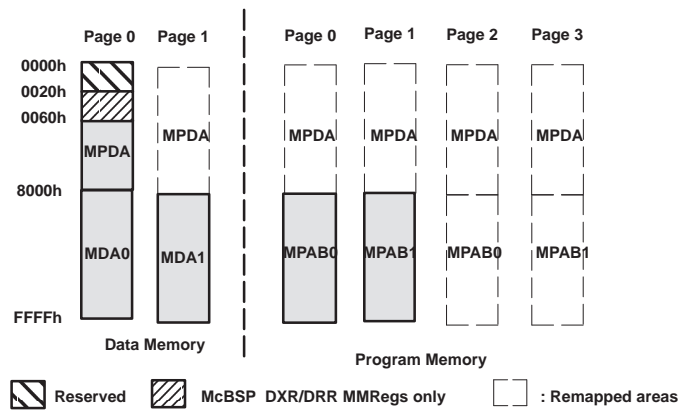 Page 0 Page 1 Page 0 Page 1 Page 2 Page 3
0000h
0020h
0060h
MPDA MPDA MPDA MPDA MPDA MPDA
8000h
MDA0 MDA1 MPAB0 MPAB1 MPAB0 MPAB1
FFFFh
Data Memory
Program Memory
Reserved McBSP DXR/DRR MMRegs only : Remapped areas